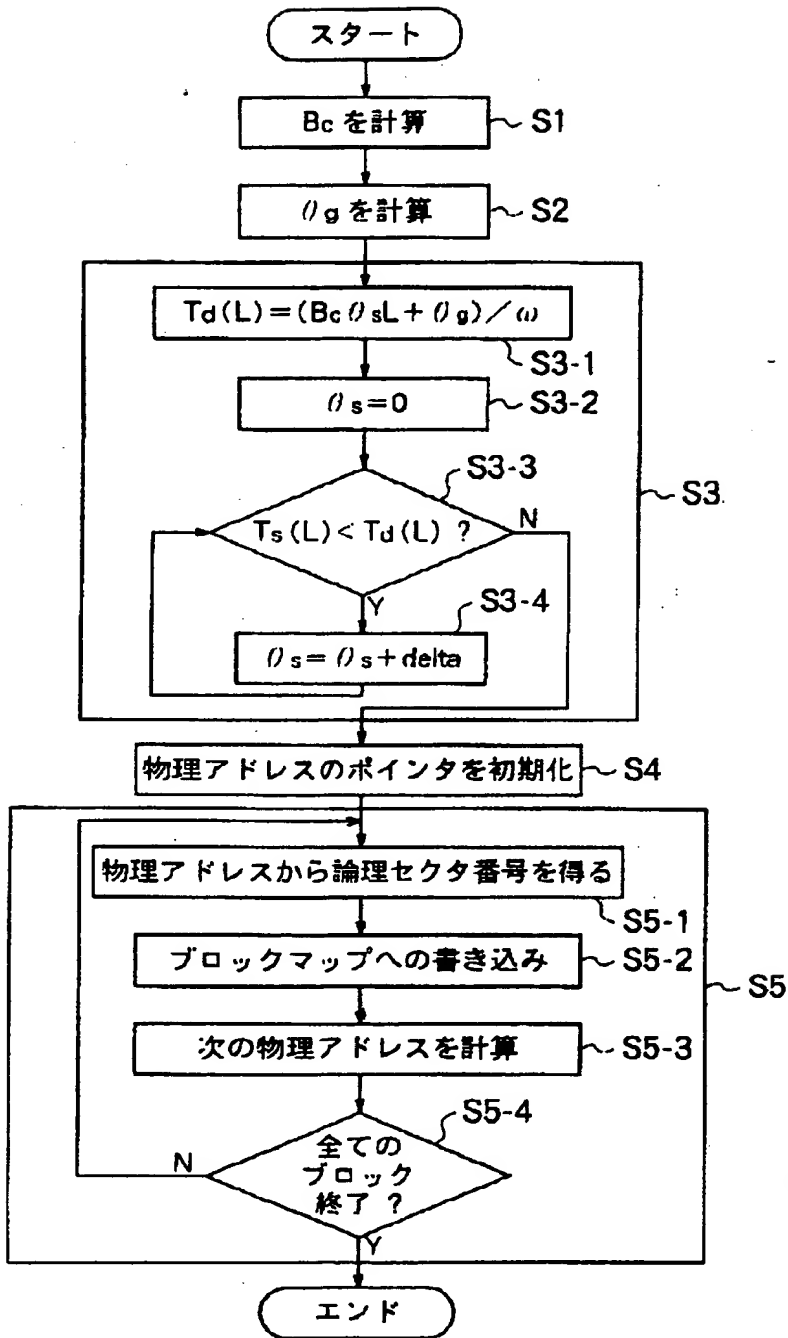 スタート
Bcを計算
S1
θgを計算
S2
Td(L)=(BcθsL+θg)/ω
S3-1
θs=0
S3-2
S3-3
Ts(L)<Td(L) ?
N
S3
Y
S3-4
θs=θs+delta
物理アドレスのポインタを初期化
S4
物理アドレスから論理セクタ番号を得る
S5-1
ブロックマップへの書き込み
S5-2
S5
次の物理アドレスを計算
S5-3
S5-4
全ての
ブロック
終了 ?
N
Y
エンド